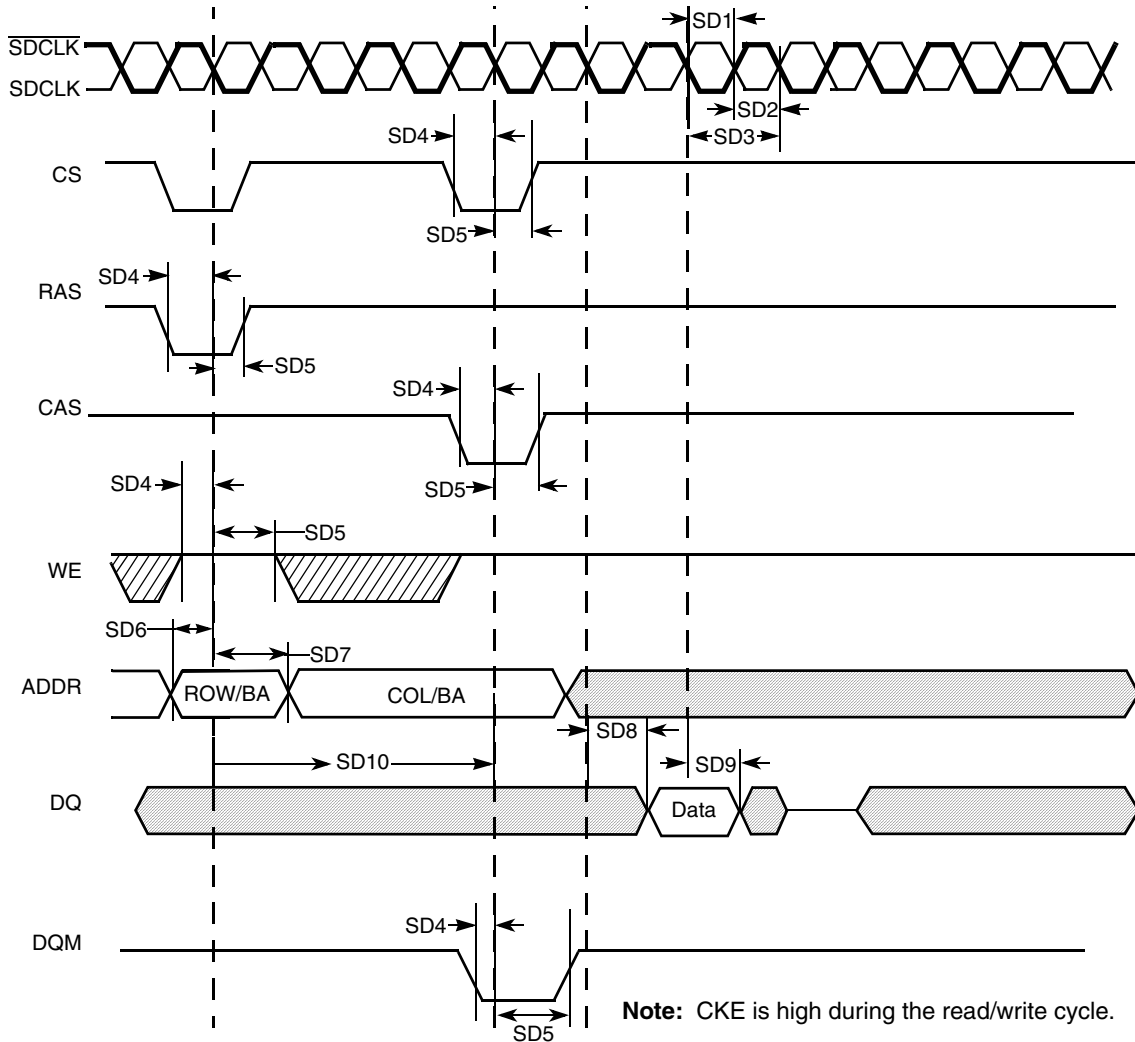 SD1
SDCLK
SDCLK
SD2
SD4
SD3
CS
SD5
SD4
RAS
SD5
SD4
CAS
SD4
SD5
SD5
WE
SD6
SD7
ADDR
ROW/BA
COL/BA
SD8
SD10
SD9
DQ
Data
SD4
DQM
Note: CKE is high during the read/write cycle.
SD5